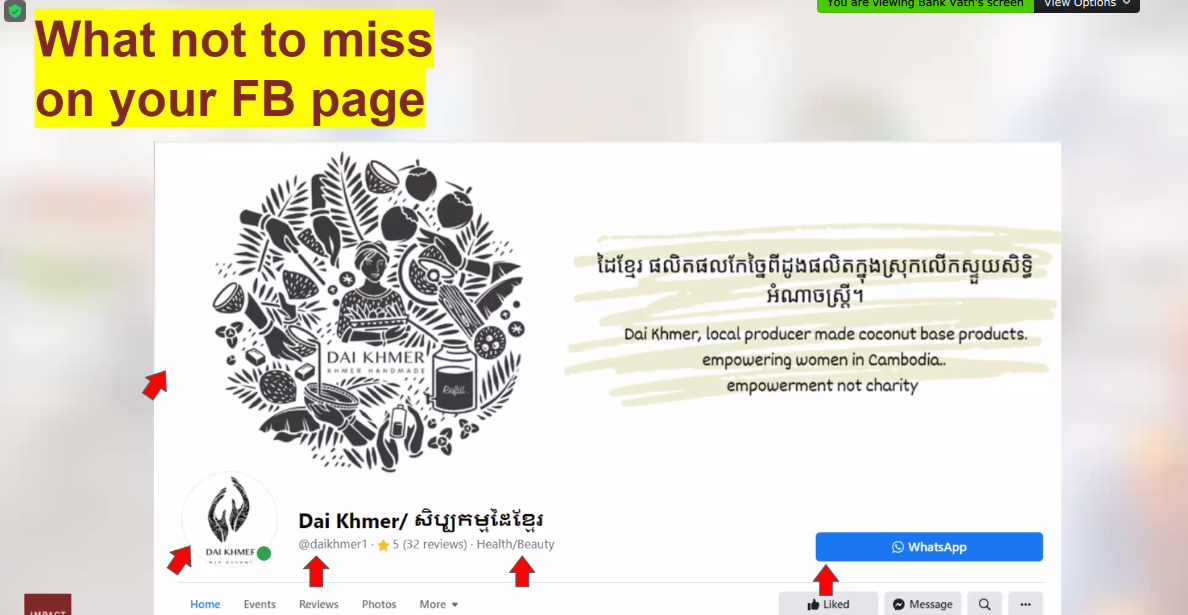 You are viewing Bank Vath's screen
View Options
What not to miss
on your FB page
ដៃខ្មែរ ផលិតផលកែច្នៃពីដូងផលិតក្នុងស្រុកលើកស្ទួយសិទ្ធិ
អំណាចស្ត្រី។
Dai Khmer, local producer made coconut base products.
empowering women in Cambodia..
empowerment not charity
DAI KHMER
KHMER HANDMADE
Refill
DAI KHMER
Dai Khmer/ សិប្បកម្មដៃខ្មែរ
@daikhmer1 · 5 (32 reviews) · Health/Beauty
WhatsApp
Home Events Reviews Photos More
Liked Message
IMPACT